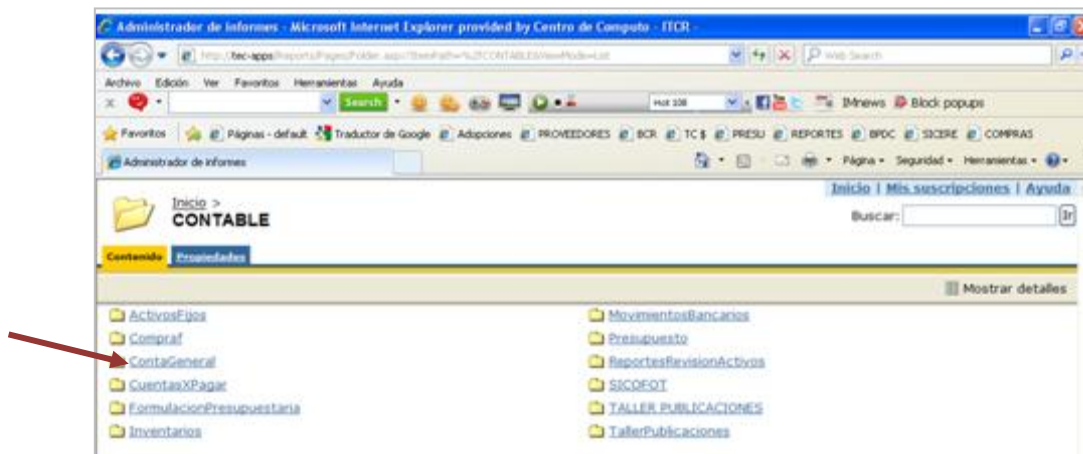 Administrador de informes - Microsoft Internet Explorer provided by Centro de Computo - ITCR -
Web Search
Archivo Edición Ver Favoritos Herramientas Ayuda
Search Hot 108 IMnews Block popups
Favoritos Páginas - default Traductor de Google Adopciones PROVEEDORES BCR TC $ PRESU REPORTES BPDC SICERE COMPRAS
Administrador de informes Página Seguridad Herramientas
Inicio | Mis suscripciones | Ayuda
Inicio >
CONTABLE
Buscar: Ir
Contenido Propiedades
Mostrar detalles
ActivosFijos MovimientosBancarios
Compraf Presupuesto
ContaGeneral ReportesRevisionActivos
CuentasXPagar SICOFOT
FormulacionPresupuestaria TALLER PUBLICACIONES
Inventarios TallerPublicaciones